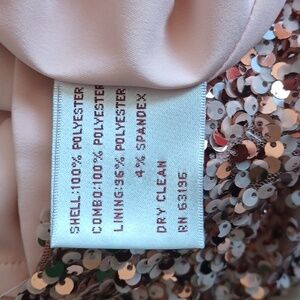 SHELL:100% POLYESTER
COMBO:100% POLYESTER
LINING:96% POLYESTER
4% SPANDEX
DRY CLEAN
RN 63196